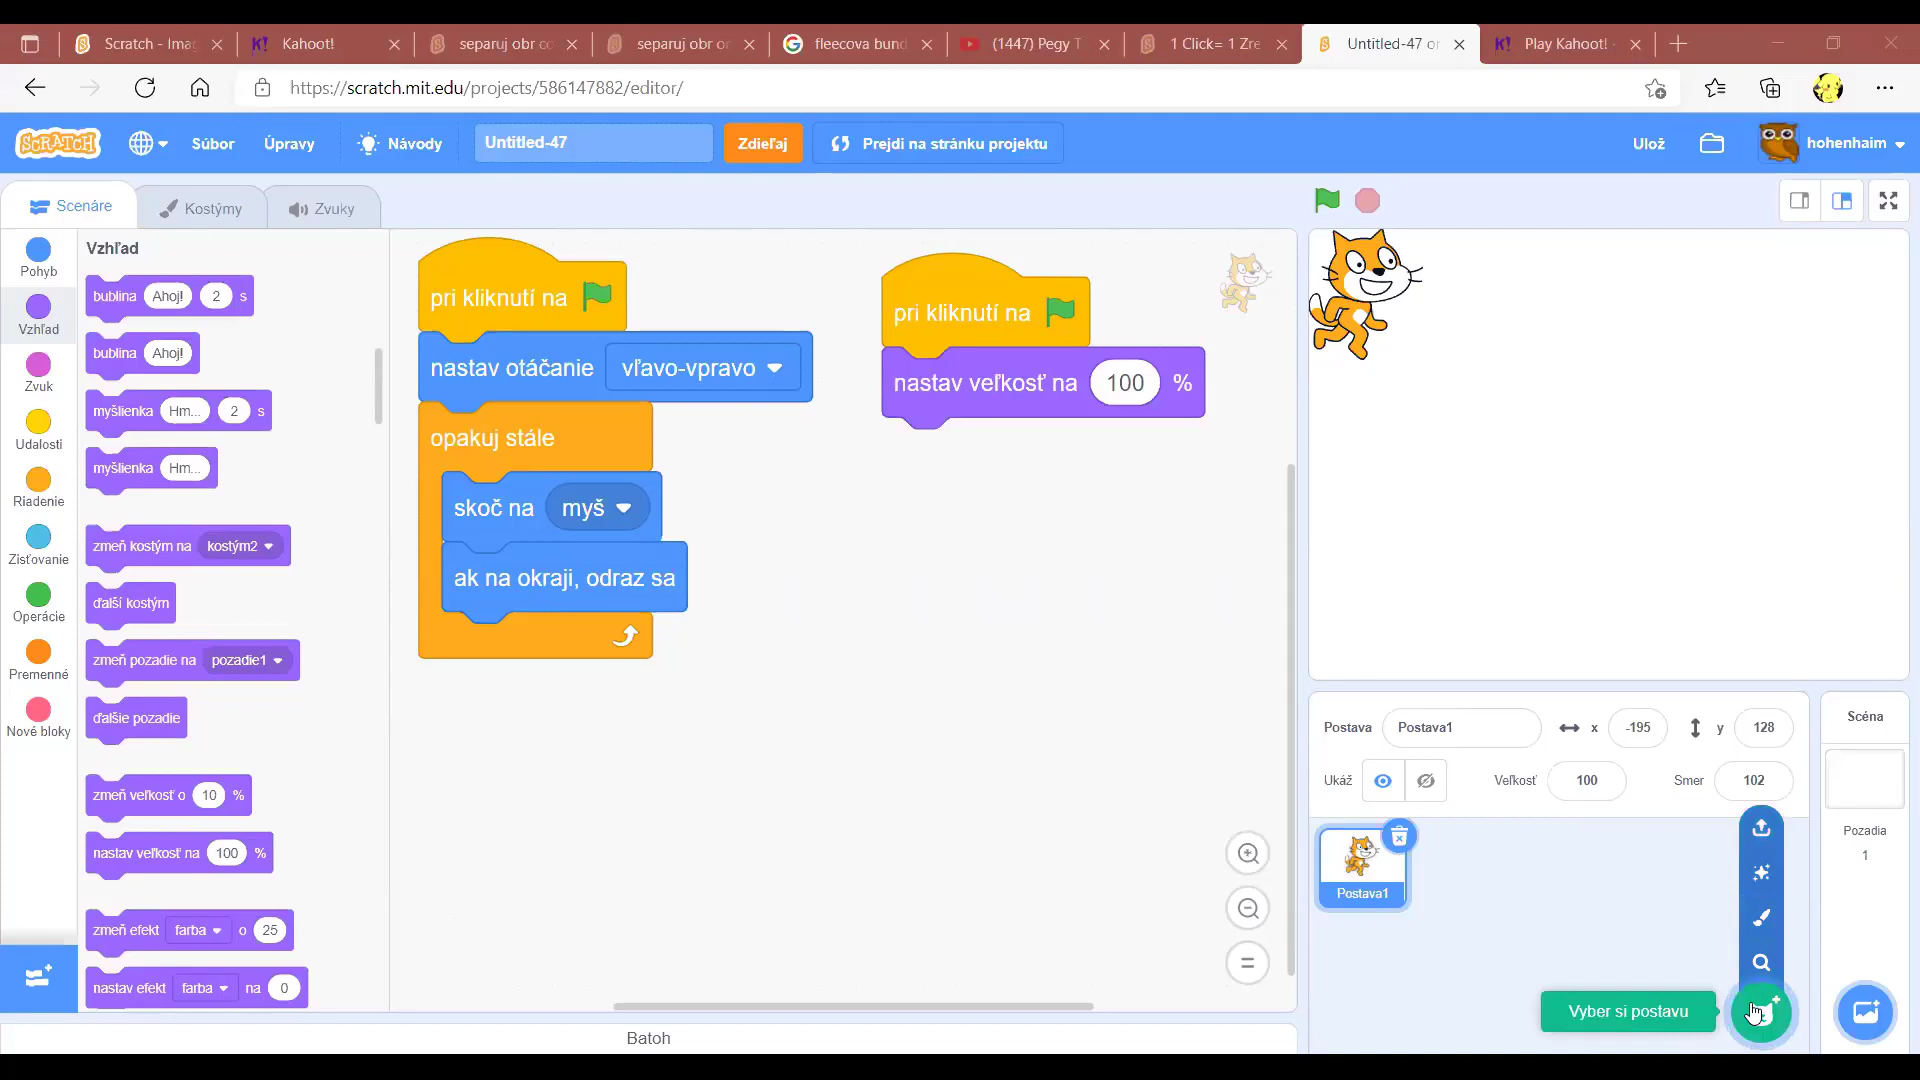 Scratch - Ima
K! Kahoot!
separuj obr co
separuj obr or
fleecova bund
(1447) Pegy T
1 Click= 1 Zre
Untitled-47 or
K! Play Kahoot! -
https://scratch.mit.edu/projects/586147882/editor/
SCRATCH
Súbor
Úpravy
Návody
Untitled-47
Zdieľaj
Prejdi na stránku projektu
Ulož
hohenhaim
Scenáre
Kostýmy
Zvuky
Pohyb
Vzhľad
Zvuk
Udalosti
Riadenie
Zisťovanie
Operácie
Premenné
Nové bloky
Vzhľad
bublina Ahoj! 2 s
bublina Ahoj!
myšlienka Hm... 2 s
myšlienka Hm...
zmeň kostým na kostým2
ďalší kostým
zmeň pozadie na pozadie1
ďalšie pozadie
zmeň veľkosť o 10 %
nastav veľkosť na 100 %
zmeň efekt farba o 25
nastav efekt farba na 0
pri kliknutí na
nastav otáčanie vľavo-vpravo
opakuj stále
skoč na myš
ak na okraji, odraz sa
pri kliknutí na
nastav veľkosť na 100 %
Batoh
Postava Postava1 x -195 y 128
Ukáž Veľkosť 100 Smer 102
Postava1
Vyber si postavu
Scéna
Pozadia
1